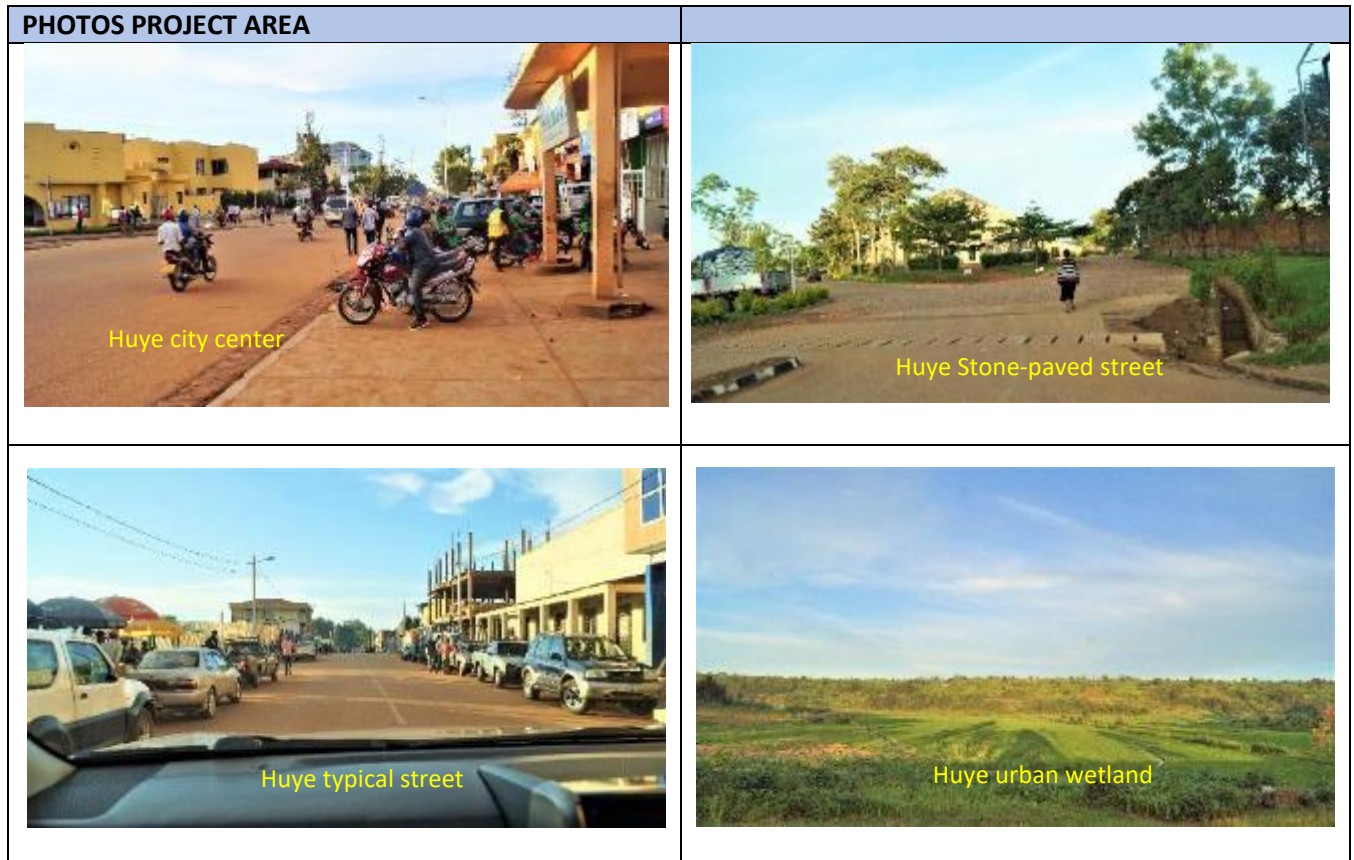 PHOTOS PROJECT AREA
Huye city center
Huye Stone-paved street
Huye typical street
Huye urban wetland